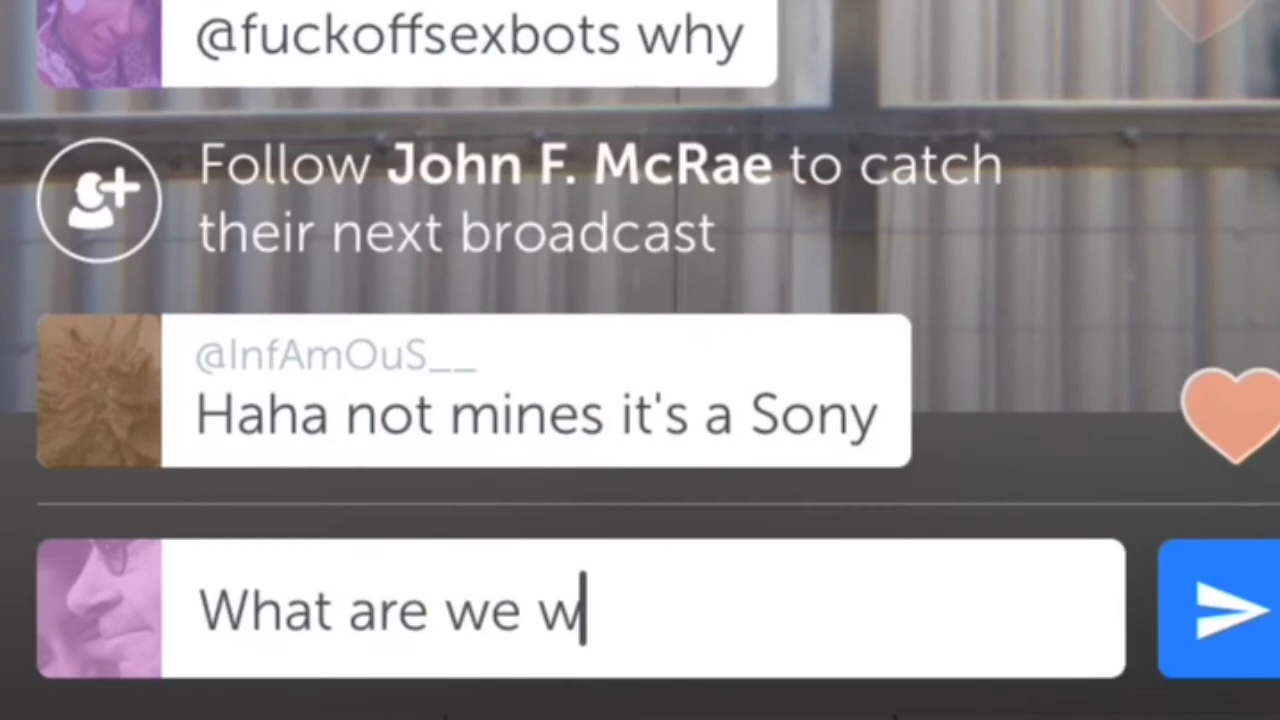 @fuckoffsexbots why
Follow John F. McRae to catch
their next broadcast
@InfAmOuS__
Haha not mines it's a Sony
What are we w